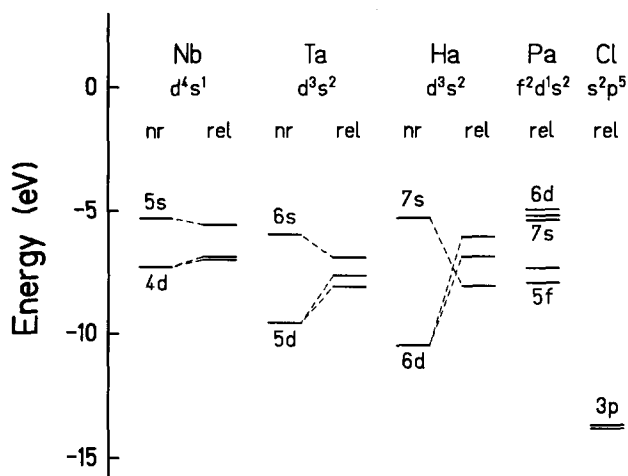 Nb Ta Ha Pa Cl
d⁴s¹ d³s² d³s² f²d¹s² s²p⁵
nr rel nr rel nr rel rel rel
Energy (eV)
0
-5
-10
-15
5s
4d
6s
5d
7s
6d
6d
7s
5f
3p